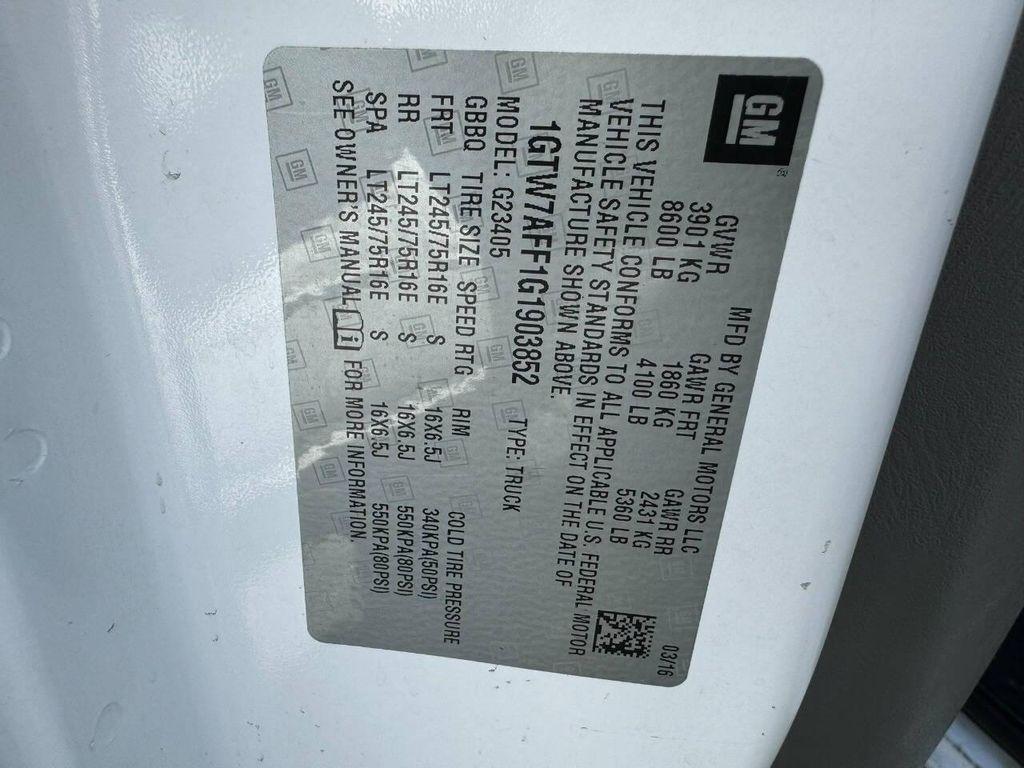 GM
MFD BY GENERAL MOTORS LLC
03/16
GVWR GAWR FRT GAWR RR
3901 KG 1860 KG 2431 KG
8600 LB 4100 LB 5360 LB
THIS VEHICLE CONFORMS TO ALL APPLICABLE U.S. FEDERAL MOTOR
VEHICLE SAFETY STANDARDS IN EFFECT ON THE DATE OF
MANUFACTURE SHOWN ABOVE.
1GTW7AFF1G1903852 TYPE: TRUCK
MODEL: G23405
GBBQ TIRE SIZE SPEED RTG RIM COLD TIRE PRESSURE
FRT LT245/75R16E S 16X6.5J 340KPA(50PSI)
RR LT245/75R16E S 16X6.5J 550KPA(80PSI)
SPA LT245/75R16E S 16X6.5J 550KPA(80PSI)
SEE OWNER'S MANUAL i FOR MORE INFORMATION.